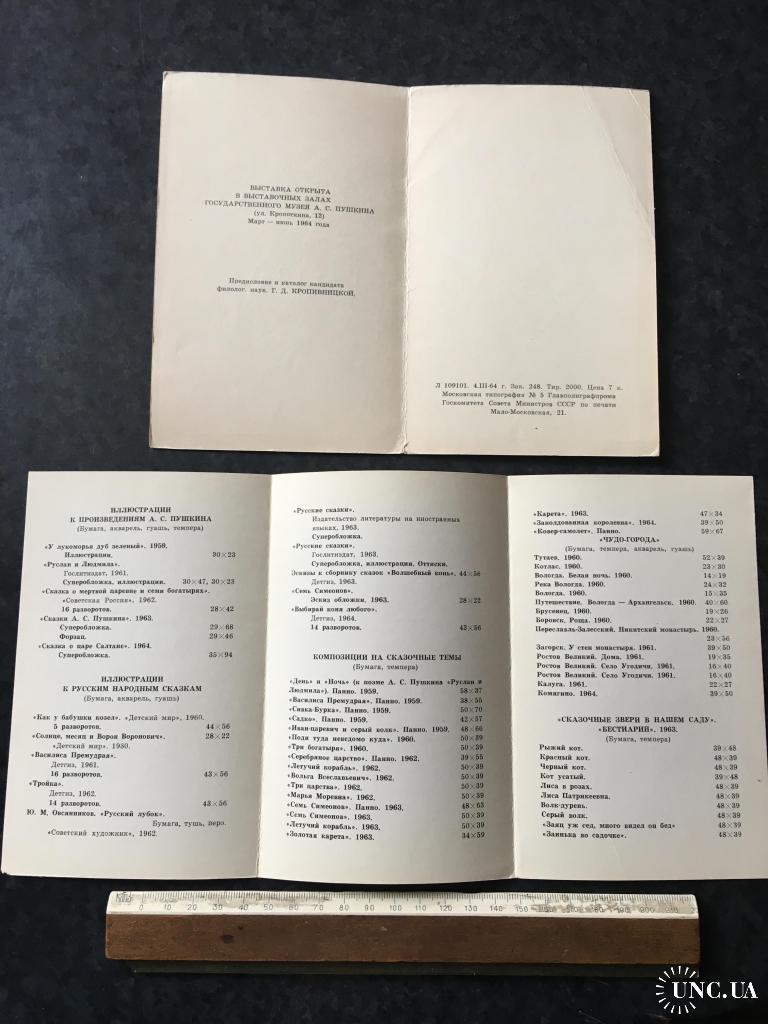 ВЫСТАВКА ОТКРЫТА
В ВЫСТАВОЧНЫХ ЗАЛАХ
ГОСУДАРСТВЕННОГО МУЗЕЯ А. С. ПУШКИНА
(ул. Кропоткина, 12)
Март — июнь 1964 года
Предисловие и каталог кандидата
филолог. наук. Г. Д. КРОПИВНИЦКОЙ.
Л 109101. 4.III-64 г. Зак. 248. Тир. 2000. Цена 7 к.
Московская типография № 5 Главполиграфпрома
Госкомитета Совета Министров СССР по печати
Мало-Московская, 21.
ИЛЛЮСТРАЦИИ
К ПРОИЗВЕДЕНИЯМ А. С. ПУШКИНА
(Бумага, акварель, гуашь, темпера)
«У лукоморья дуб зеленый». 1959.
Иллюстрации. 30×23
«Руслан и Людмила».
Гослитиздат, 1961.
Суперобложка, иллюстрации. 30×47, 30×23
«Сказка о мертвой царевне и семи богатырях».
«Советская Россия», 1962.
16 разворотов. 28×42
«Сказки А. С. Пушкина». 1963.
Суперобложка. 29×68
Форзац. 29×46
«Сказка о царе Салтане». 1964.
Суперобложка. 35×94
ИЛЛЮСТРАЦИИ
К РУССКИМ НАРОДНЫМ СКАЗКАМ
(Бумага, акварель, гуашь)
«Как у бабушки козел». «Детский мир», 1960.
5 разворотов. 44×56
«Солнце, месяц и Ворон Воронович». 28×22
«Детский мир». 1950.
«Василиса Премудрая».
Детгиз, 1961.
16 разворотов. 43×56
«Тройка».
Детгиз, 1962.
14 разворотов. 43×56
Ю. М. Овсянников. «Русский лубок».
Бумага, тушь, перо.
«Советский художник», 1962.
«Русские сказки».
Издательство литературы на иностранных
языках, 1963.
Суперобложка.
«Русские сказки».
Гослитиздат, 1963.
Суперобложка, иллюстрации, Оттиски.
Эскизы к сборнику сказок «Волшебный конь». 44×56
Детгиз, 1963.
«Семь Симеонов».
Эскиз обложки, 1963. 28×22
«Выбирай коня любого».
Детгиз, 1964.
14 разворотов. 43×56
КОМПОЗИЦИИ НА СКАЗОЧНЫЕ ТЕМЫ
(Бумага, темпера)
«День» и «Ночь» (к поэме А. С. Пушкина «Руслан и
Людмила»). Панно. 1959. 58×37
«Василиса Премудрая». Панно. 1959. 38×55
«Сивка-Бурка». Панно. 1959. 50×70
«Садко». Панно. 1959. 42×57
«Иван-царевич и серый волк». Панно. 1959. 48×66
«Поди туда неведомо куда». 1960. 50×39
«Три богатыря». 1960. 50×39
«Серебряное царство». Панно. 1962. 39×55
«Летучий корабль». 1962. 50×39
«Вольга Всеславьевич». 1962. 50×39
«Три царства». 1962. 50×39
«Марья Моревна». 1962. 50×39
«Семь Симеонов». Панно. 1963. 48×63
«Семь Симеонов». 1963. 50×39
«Летучий корабль». 1963. 50×39
«Золотая карета». 1963. 34×59
«Карета». 1963. 47×34
«Заколдованная королевна». 1964. 39×50
«Ковер-самолет». Панно. 59×67
«ЧУДО-ГОРОДА»
(Бумага, темпера, акварель, гуашь)
Тутаев. 1960. 52×39
Котлас. 1960. 23×30
Вологда. Белая ночь. 1960. 14×19
Река Вологда. 1960. 24×32
Вологда. 1960. 15×35
Путешествие. Вологда — Архангельск. 1960. 40×60
Брусенец. 1960. 19×26
Боровск. Роща. 1960. 22×27
Переславль-Залесский. Никитский монастырь. 1960.
23×56
Загорск. У стен монастыря. 1961. 39×50
Ростов Великий. Дома. 1961. 19×35
Ростов Великий. Село Угодичи. 1961. 16×40
Ростов Великий. Село Угодичи. 1961. 16×40
Калуга. 1961. 22×27
Комягино. 1964. 39×50
«СКАЗОЧНЫЕ ЗВЕРИ В НАШЕМ САДУ».
«БЕСТИАРИЙ». 1963.
(Бумага, темпера)
Рыжий кот. 39×48
Красный кот. 48×39
Черный кот. 48×39
Кот усатый. 39×48
Лиса в розах. 48×39
Лиса Патрикеевна. 48×39
Волк-дурень. 48×39
Серый волк. 48×39
«Заяц уж сед, много видел он бед» 48×39
«Заинька во садочке». 48×39
0 10 20 30 40 50 60 70 80 90 100 110 120 130 140 150
UNC.UA